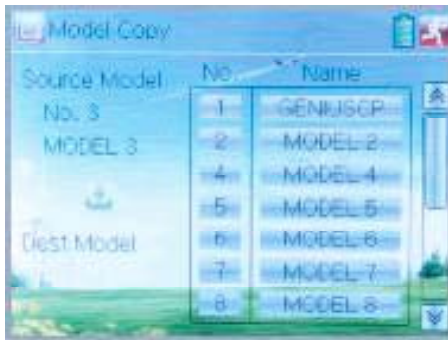 Model Copy
Source Model
No. 3
MODEL 3
Dest Model
No. Name
1 GENIUSCP
2 MODEL 2
4 MODEL 4
5 MODEL 5
6 MODEL 6
7 MODEL 7
8 MODEL 8